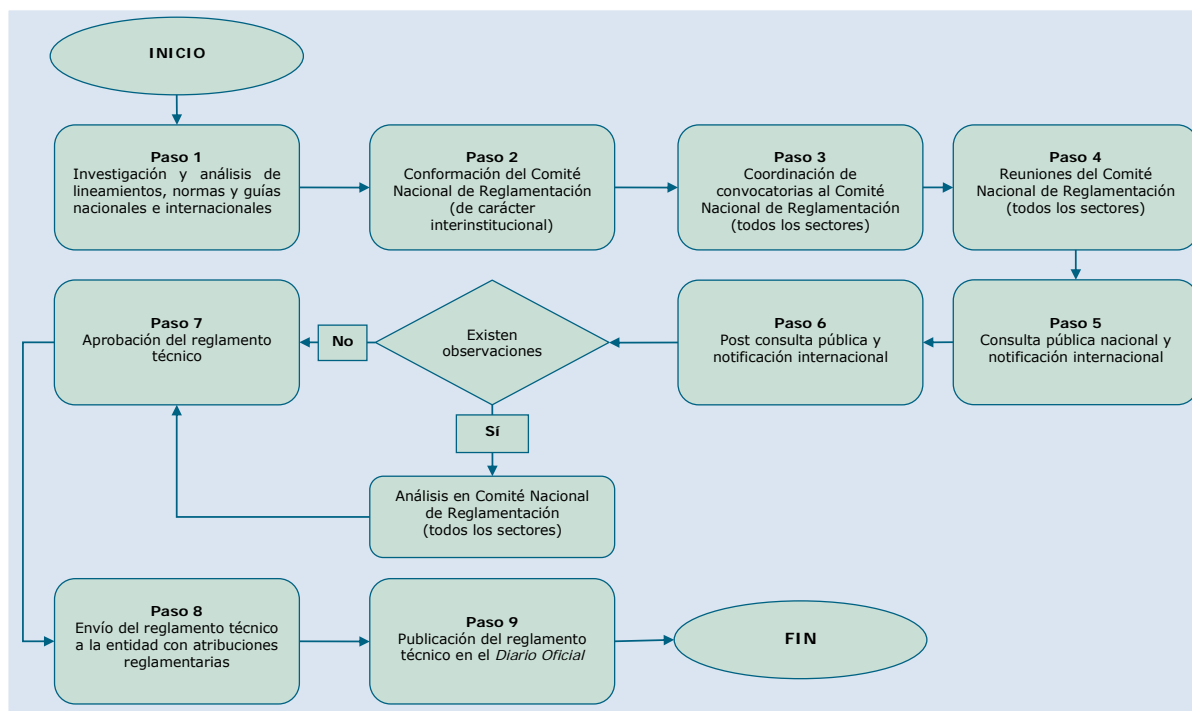 INICIO
Paso 1
Investigación y análisis de
lineamientos, normas y guías
nacionales e internacionales
Paso 2
Conformación del Comité
Nacional de Reglamentación
(de carácter
interinstitucional)
Paso 3
Coordinación de
convocatorias al Comité
Nacional de Reglamentación
(todos los sectores)
Paso 4
Reuniones del Comité
Nacional de Reglamentación
(todos los sectores)
Paso 5
Consulta pública nacional y
notificación internacional
Paso 6
Post consulta pública y
notificación internacional
Existen
observaciones
No
Paso 7
Aprobación del reglamento
técnico
Sí
Análisis en Comité Nacional
de Reglamentación
(todos los sectores)
Paso 8
Envío del reglamento técnico
a la entidad con atribuciones
reglamentarias
Paso 9
Publicación del reglamento
técnico en el Diario Oficial
FIN